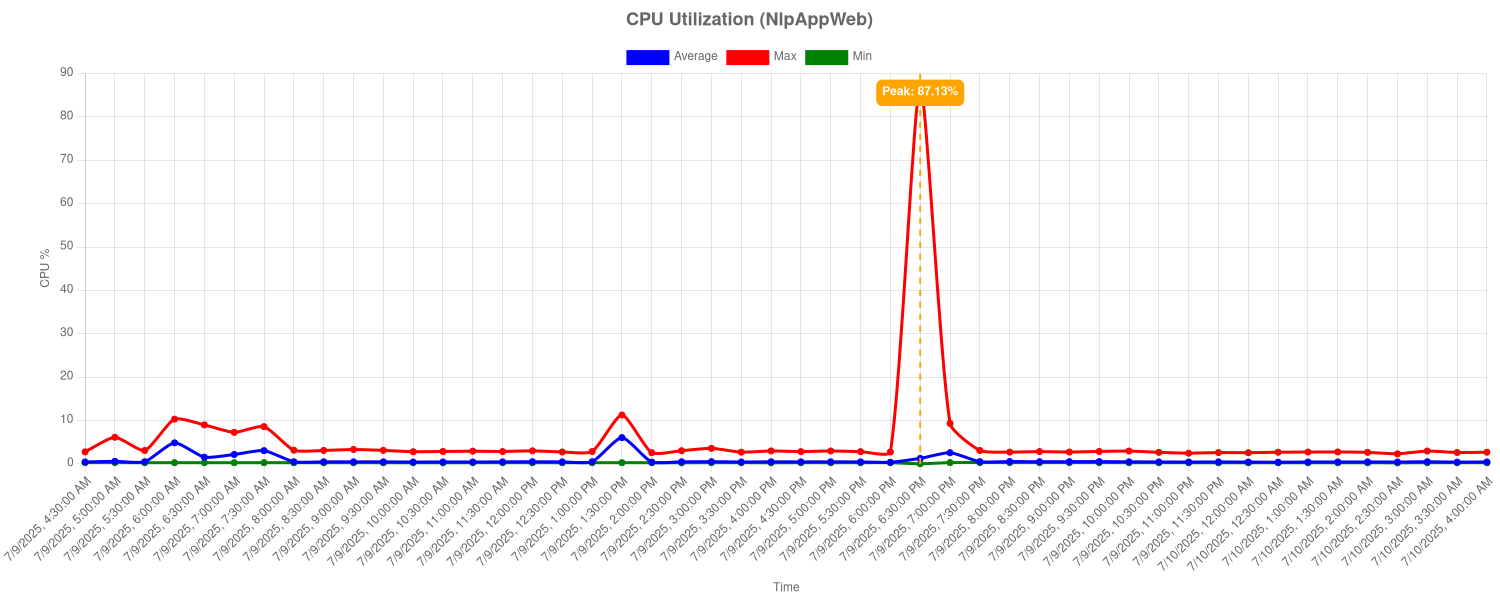 CPU Utilization (NlpAppWeb)
Average Max Min
90
Peak: 87.13%
80
70
60
50
40
30
20
10
0
CPU %
7/9/2025, 4:30:00 AM
7/9/2025, 5:00:00 AM
7/9/2025, 5:30:00 AM
7/9/2025, 6:00:00 AM
7/9/2025, 6:30:00 AM
7/9/2025, 7:00:00 AM
7/9/2025, 7:30:00 AM
7/9/2025, 8:00:00 AM
7/9/2025, 8:30:00 AM
7/9/2025, 9:00:00 AM
7/9/2025, 9:30:00 AM
7/9/2025, 10:00:00 AM
7/9/2025, 10:30:00 AM
7/9/2025, 11:00:00 AM
7/9/2025, 11:30:00 AM
7/9/2025, 12:00:00 PM
7/9/2025, 12:30:00 PM
7/9/2025, 1:00:00 PM
7/9/2025, 1:30:00 PM
7/9/2025, 2:00:00 PM
7/9/2025, 2:30:00 PM
7/9/2025, 3:00:00 PM
7/9/2025, 3:30:00 PM
7/9/2025, 4:00:00 PM
7/9/2025, 4:30:00 PM
7/9/2025, 5:00:00 PM
7/9/2025, 5:30:00 PM
7/9/2025, 6:00:00 PM
7/9/2025, 6:30:00 PM
7/9/2025, 7:00:00 PM
7/9/2025, 7:30:00 PM
7/9/2025, 8:00:00 PM
7/9/2025, 8:30:00 PM
7/9/2025, 9:00:00 PM
7/9/2025, 9:30:00 PM
7/9/2025, 10:00:00 PM
7/9/2025, 10:30:00 PM
7/9/2025, 11:00:00 PM
7/9/2025, 11:30:00 PM
7/10/2025, 12:00:00 AM
7/10/2025, 12:30:00 AM
7/10/2025, 1:00:00 AM
7/10/2025, 1:30:00 AM
7/10/2025, 2:00:00 AM
7/10/2025, 2:30:00 AM
7/10/2025, 3:00:00 AM
7/10/2025, 3:30:00 AM
7/10/2025, 4:00:00 AM
Time